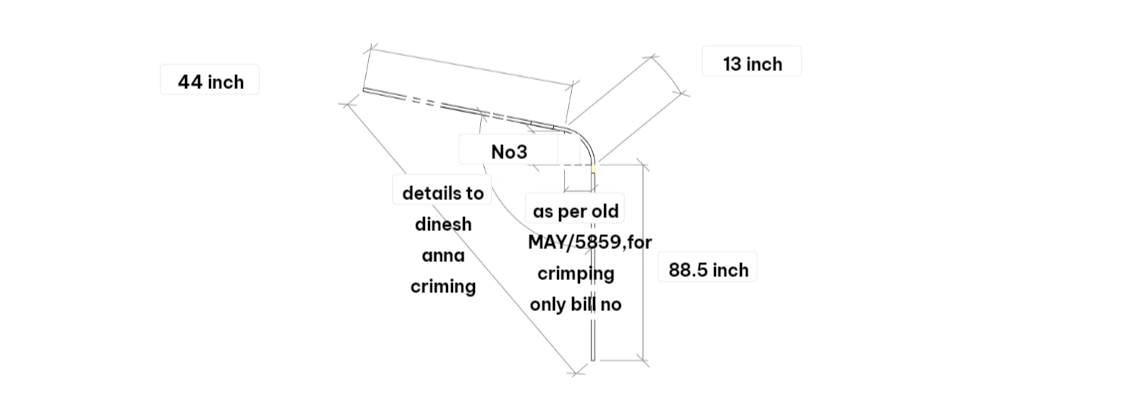 44 inch
13 inch
No3
details to
dinesh
anna
criming
as per old
MAY/5859,for
crimping
only bill no
88.5 inch